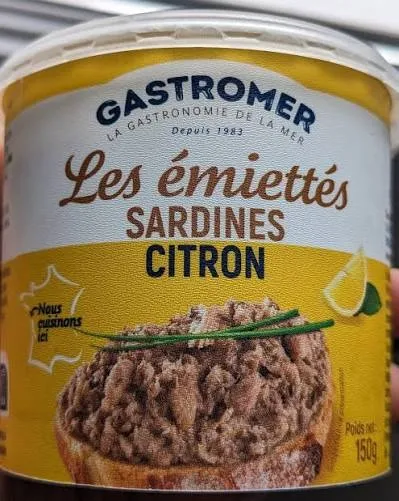 GASTROMER
LA GASTRONOMIE DE LA MER
Depuis 1983
Les émiettés
SARDINES
CITRON
Nous
cuisinons
ici
Poids net:
150g